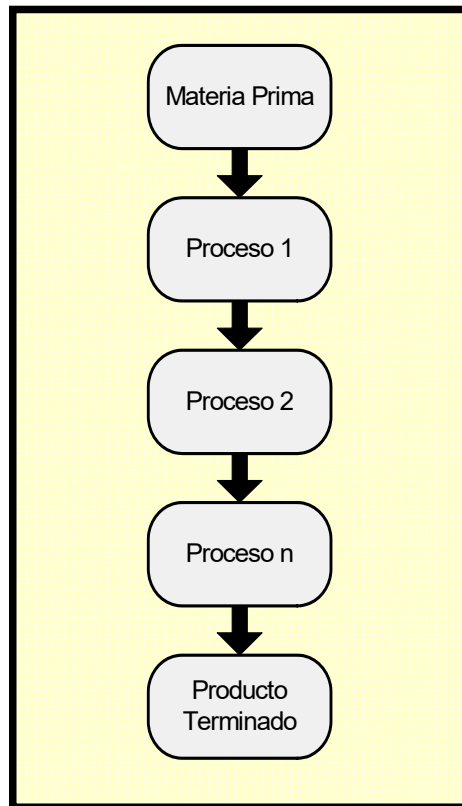 Materia Prima
Proceso 1
Proceso 2
Proceso n
Producto
Terminado